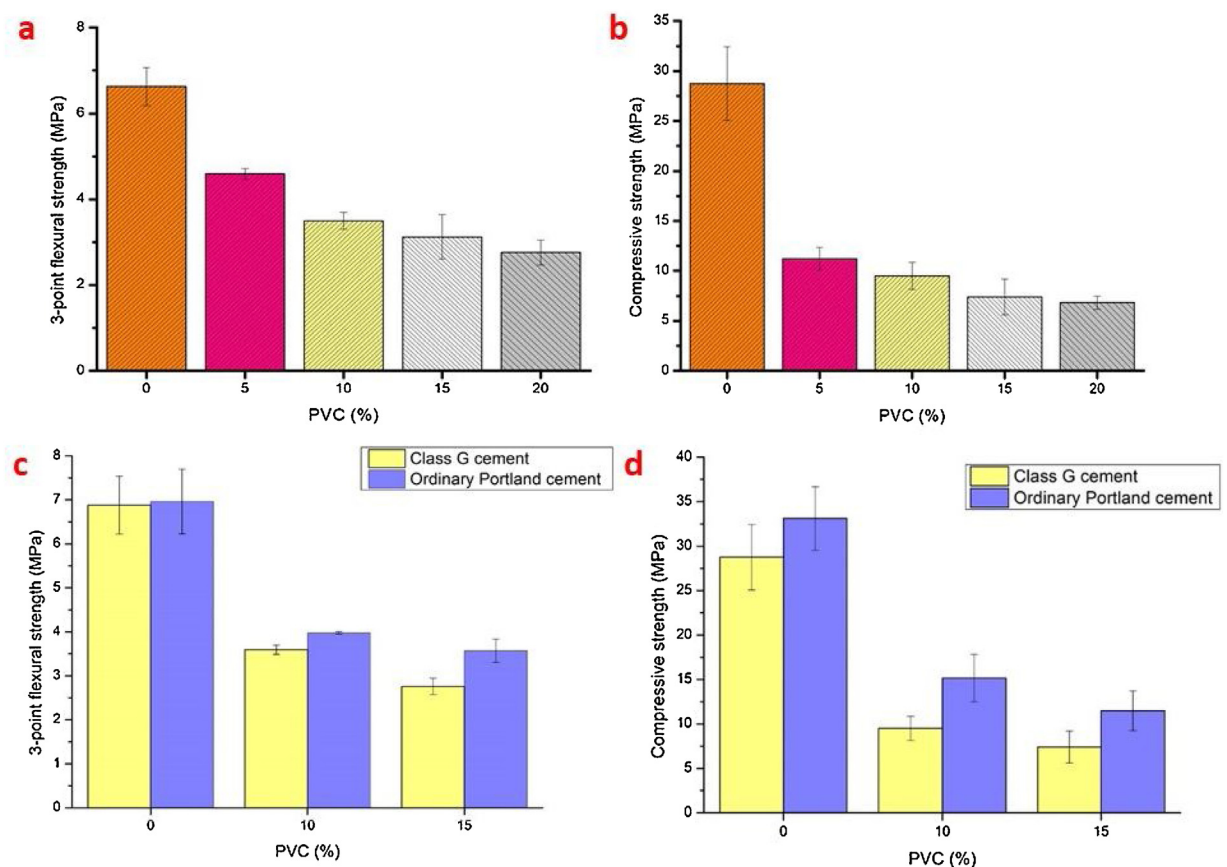 a
3-point flexural strength (MPa)
8
6
4
2
0
0 5 10 15 20
PVC (%)
b
Compressive strength (MPa)
35
30
25
20
15
10
5
0
0 5 10 15 20
PVC (%)
c
Class G cement
Ordinary Portland cement
3-point flexural strength (MPa)
8
7
6
5
4
3
2
1
0
0 10 15
PVC (%)
d
Class G cement
Ordinary Portland cement
Compressive strength (MPa)
40
35
30
25
20
15
10
5
0
0 10 15
PVC (%)